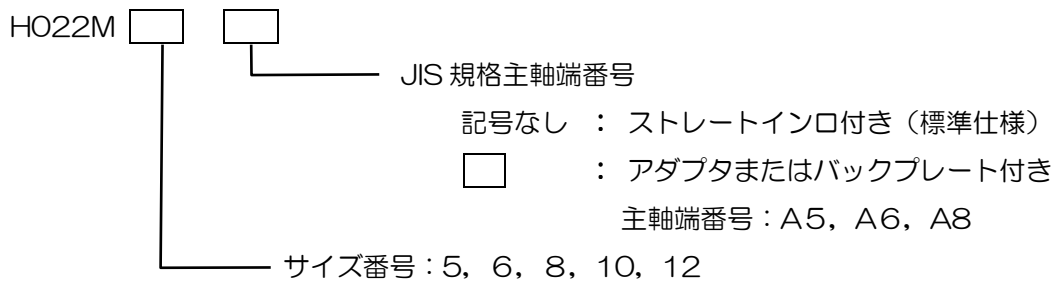 HO22M
JIS 規格主軸端番号
記号なし : ストレートインロ付き（標準仕様）
: アダプタまたはバックプレート付き
主軸端番号：A5，A6，A8
サイズ番号：5，6，8，10，12